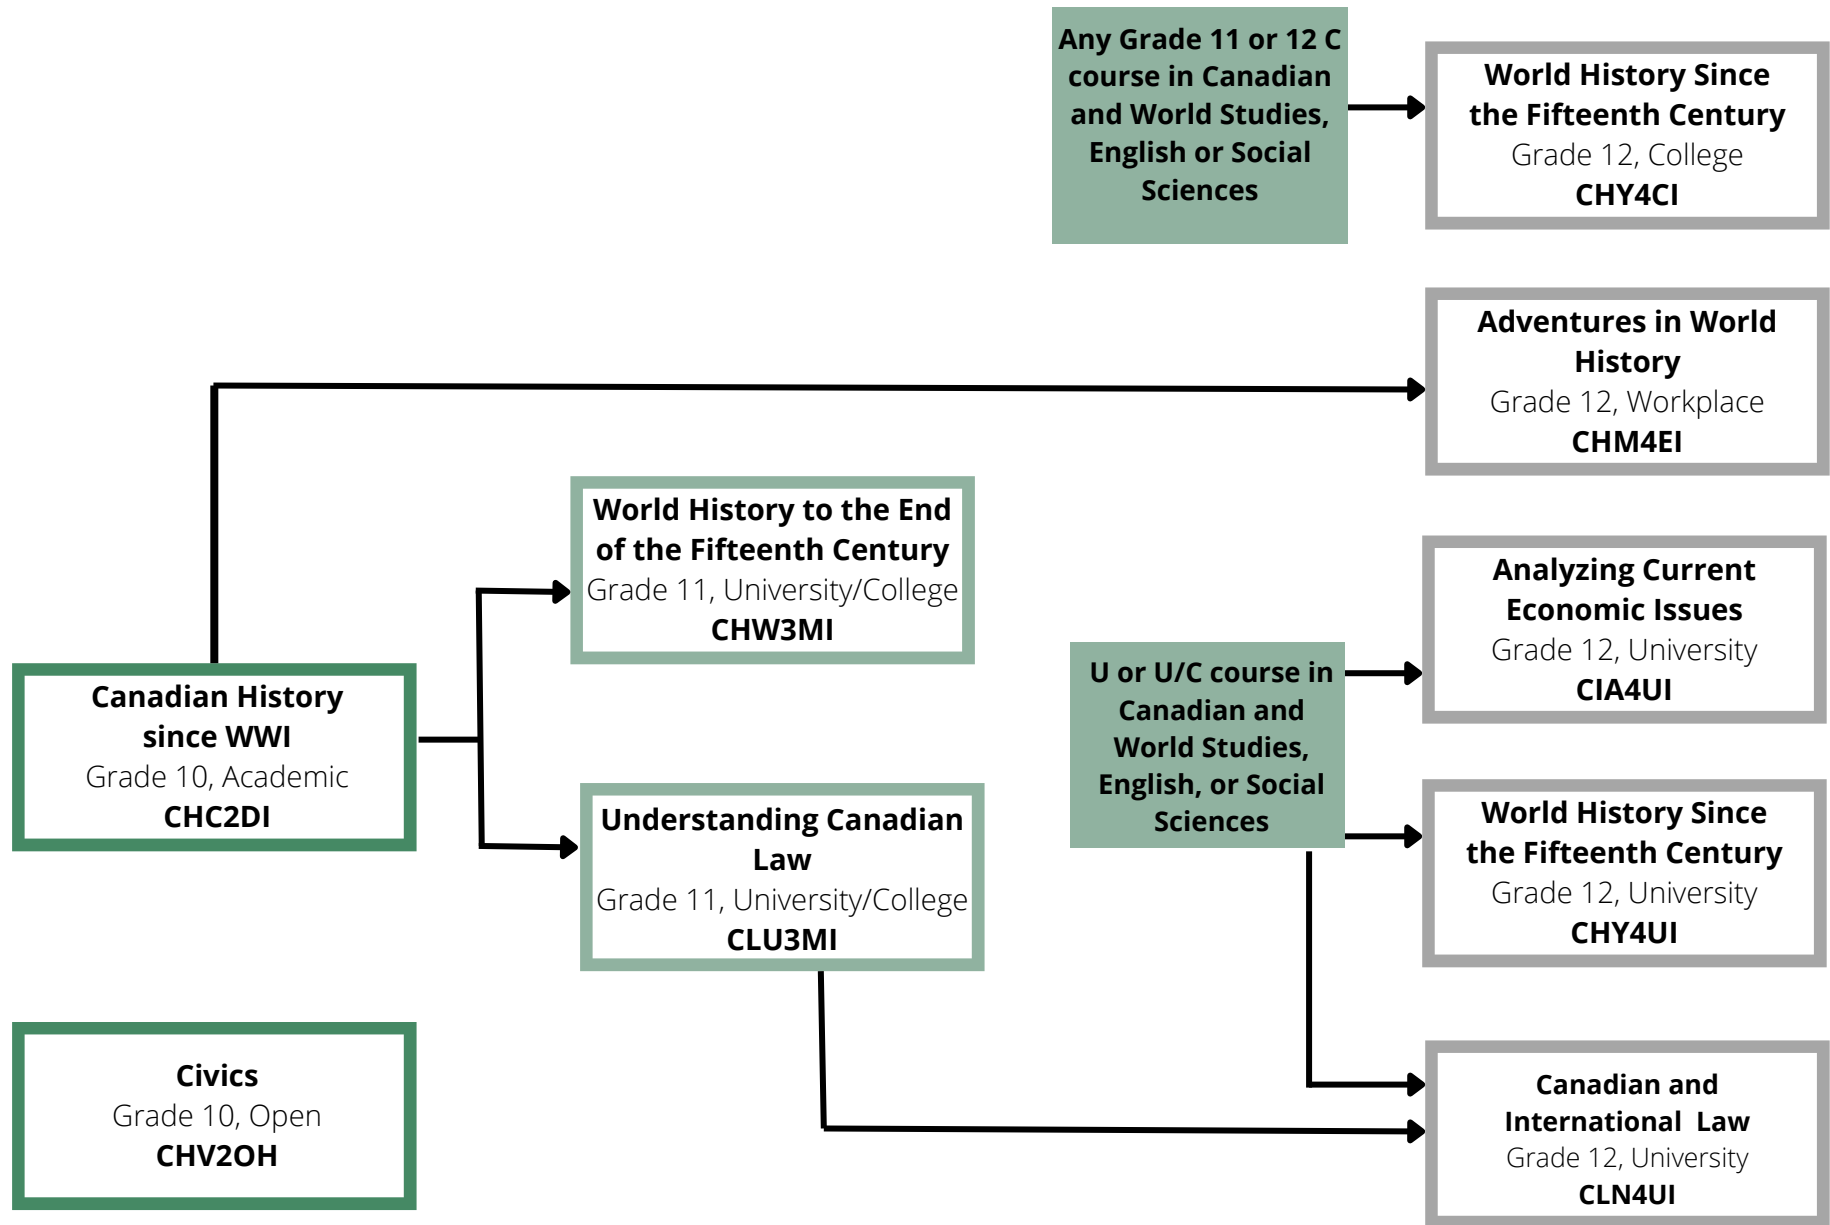 Any Grade 11 or 12 C
course in Canadian
and World Studies,
English or Social
Sciences
World History Since
the Fifteenth Century
Grade 12, College
CHY4CI
Adventures in World
History
Grade 12, Workplace
CHM4EI
World History to the End
of the Fifteenth Century
Grade 11, University/College
CHW3MI
Analyzing Current
Economic Issues
Grade 12, University
CIA4UI
Canadian History
since WWI
Grade 10, Academic
CHC2DI
U or U/C course in
Canadian and
World Studies,
English, or Social
Sciences
Understanding Canadian
Law
Grade 11, University/College
CLU3MI
World History Since
the Fifteenth Century
Grade 12, University
CHY4UI
Civics
Grade 10, Open
CHV2OH
Canadian and
International Law
Grade 12, University
CLN4UI